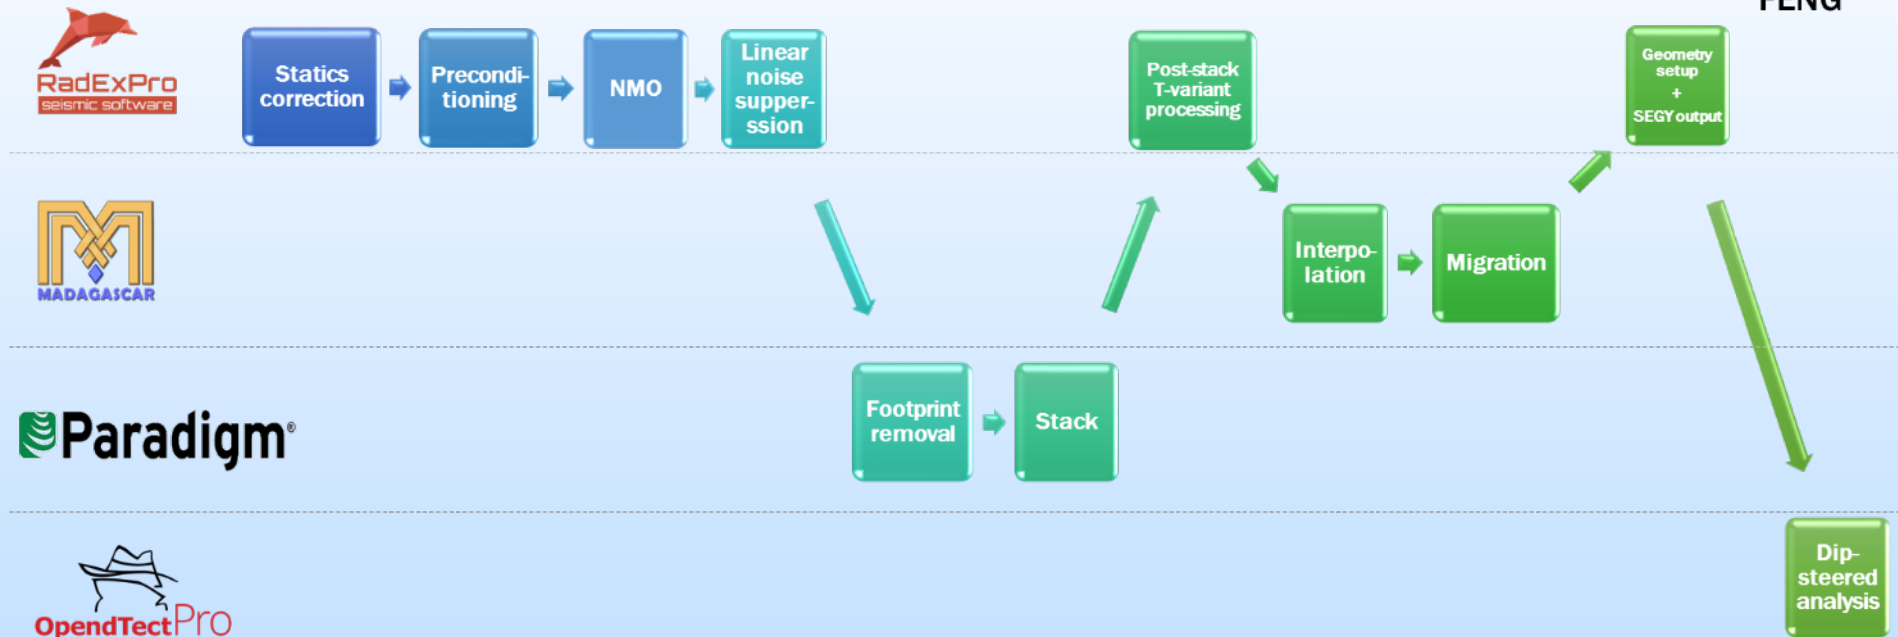 FENG
RadExPro
seismic software
Statics
correction
Precondi-
tioning
NMO
Linear
noise
supper-
ssion
Post-stack
T-variant
processing
Geometry
setup
+
SEGY output
MADAGASCAR
Interpo-
lation
Migration
Paradigm®
Footprint
removal
Stack
OpendTect Pro
Dip-
steered
analysis